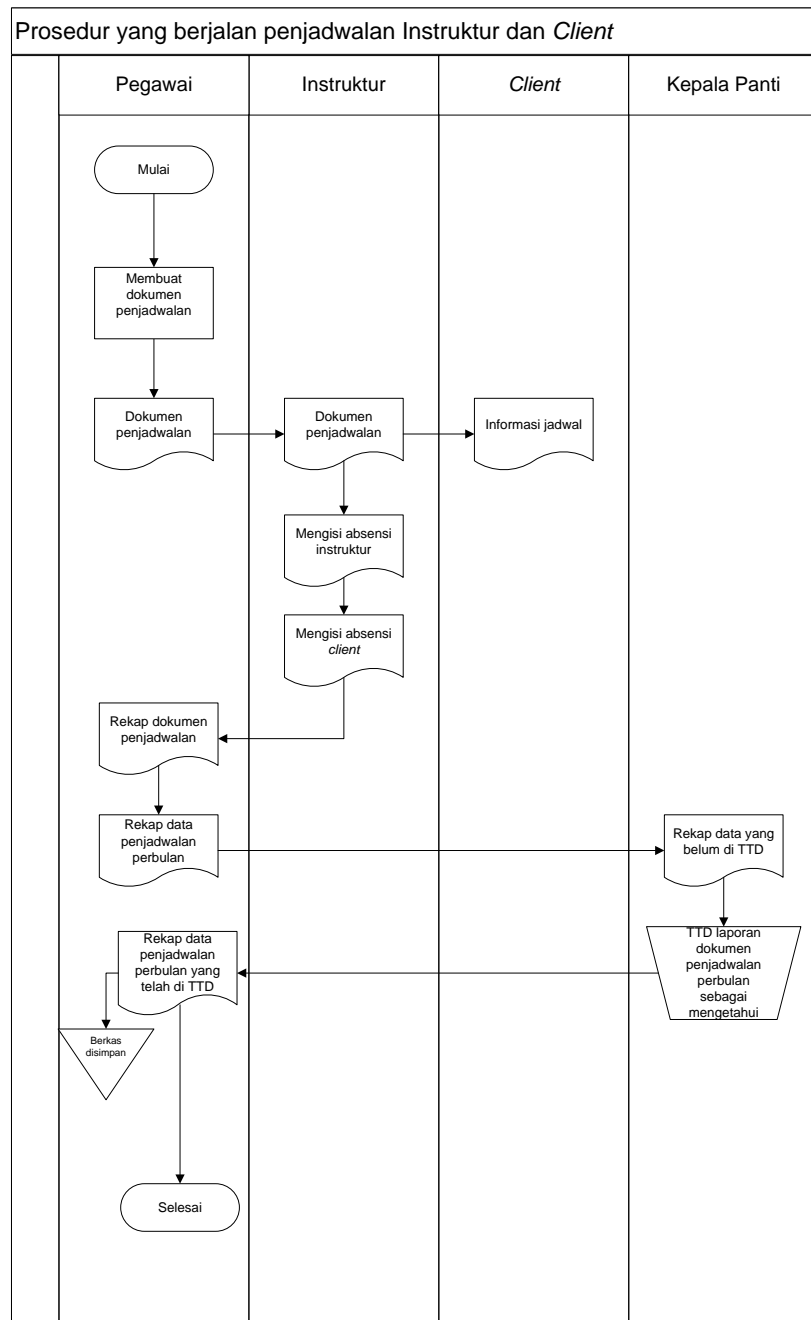 Prosedur yang berjalan penjadwalan Instruktur dan Client
Pegawai
Instruktur
Client
Kepala Panti
Mulai
Membuat
dokumen
penjadwalan
Dokumen
penjadwalan
Dokumen
penjadwalan
Informasi jadwal
Mengisi absensi
instruktur
Mengisi absensi
client
Rekap dokumen
penjadwalan
Rekap data
penjadwalan
perbulan
Rekap data yang
belum di TTD
TTD laporan
dokumen
penjadwalan
perbulan
sebagai
mengetahui
Rekap data
penjadwalan
perbulan yang
telah di TTD
Berkas
disimpan
Selesai